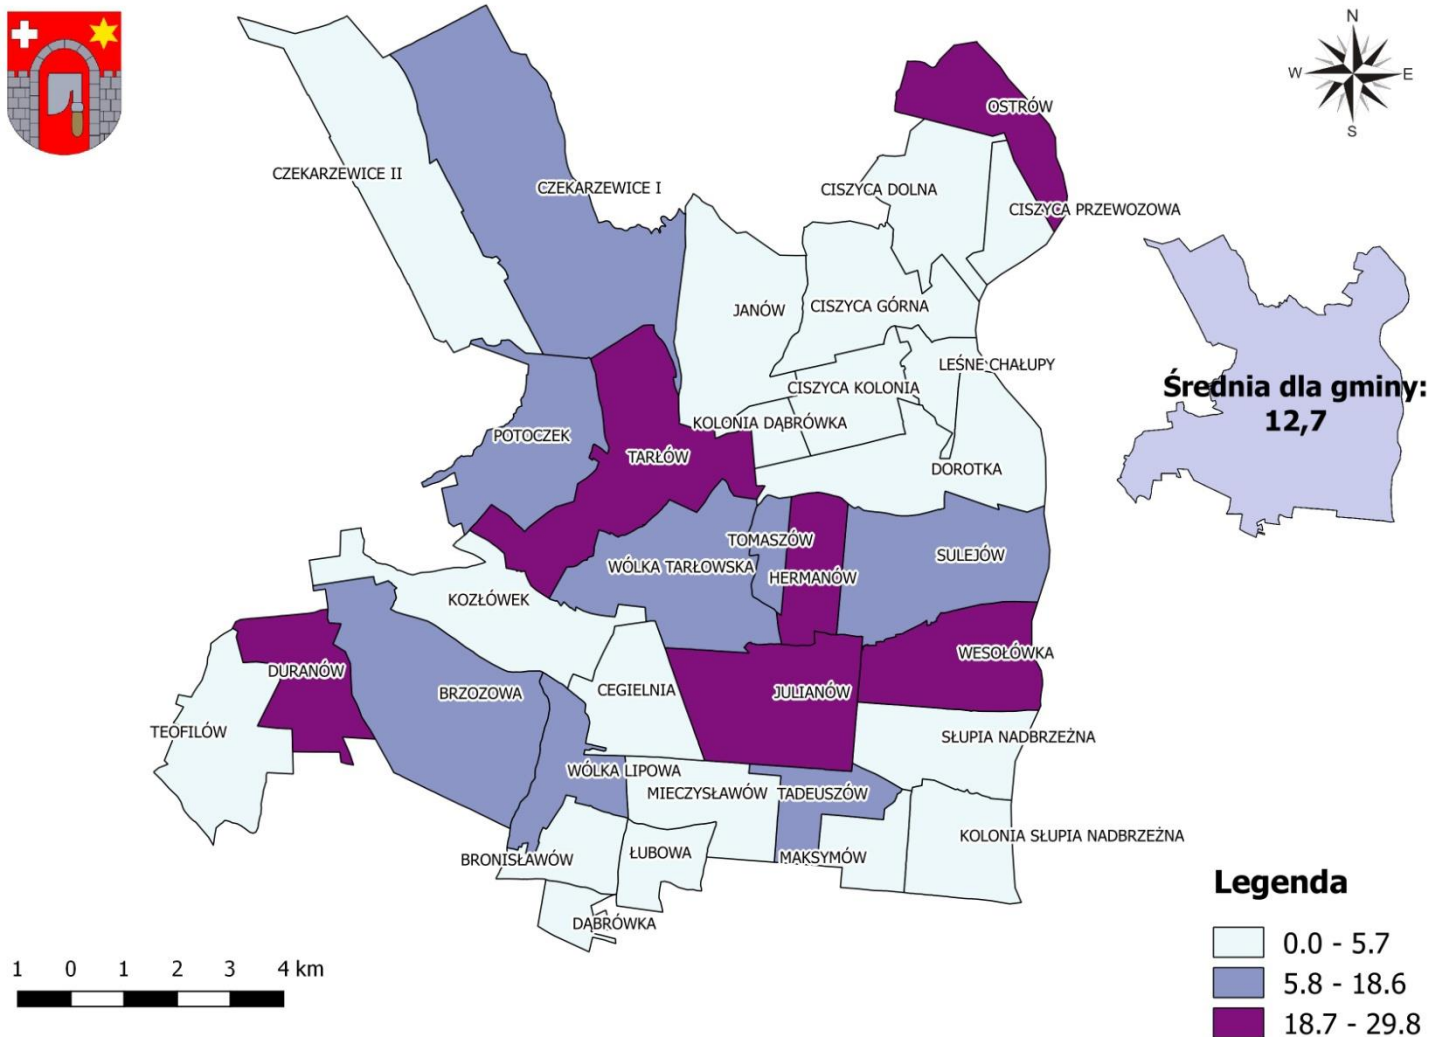 N
W
E
S
OSTRÓW
CZEKARZEWICE II
CZEKARZEWICE I
CISZYCA DOLNA
CISZYCA PRZEWOZOWA
JANÓW
CISZYCA GÓRNA
LEŚNE CHAŁUPY
CISZYCA KOLONIA
Średnia dla gminy:
12,7
KOLONIA DĄBRÓWKA
POTOCZEK
TARŁÓW
DOROTKA
TOMASZÓW
SULEJÓW
WÓLKA TARŁOWSKA
HERMANÓW
KOZŁÓWEK
WESOŁÓWKA
DURANÓW
BRZOZOWA
CEGIELNIA
JULIANÓW
TEOFILÓW
SŁUPIA NADBRZEŻNA
WÓLKA LIPOWA
MIECZYSŁAWÓW
TADEUSZÓW
KOLONIA SŁUPIA NADBRZEŻNA
BRONISŁAWÓW
ŁUBOWA
MAKSYMÓW
DĄBRÓWKA
Legenda
0.0 - 5.7
5.8 - 18.6
18.7 - 29.8
1 0 1 2 3 4 km